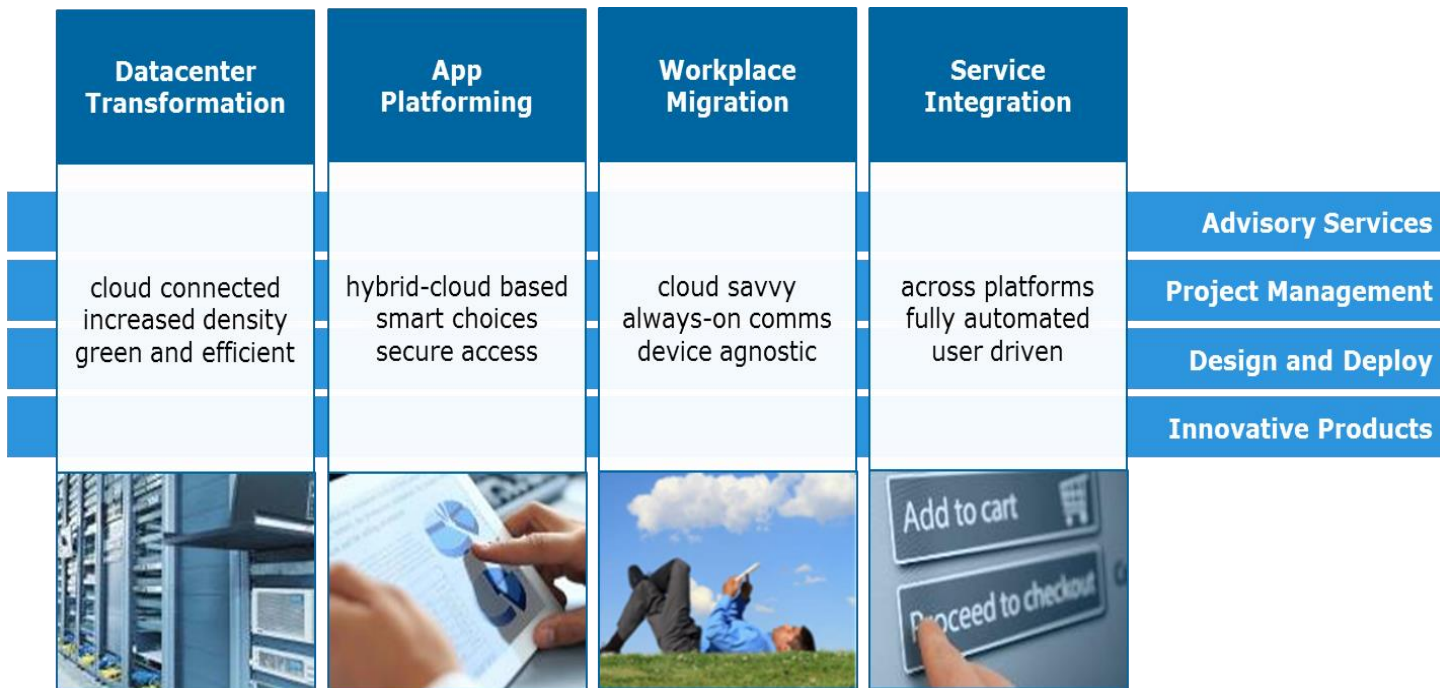 Datacenter
Transformation
App
Platforming
Workplace
Migration
Service
Integration
cloud connected
increased density
green and efficient
hybrid-cloud based
smart choices
secure access
cloud savvy
always-on comms
device agnostic
across platforms
fully automated
user driven
Advisory Services
Project Management
Design and Deploy
Innovative Products
Add to cart
Proceed to checkout